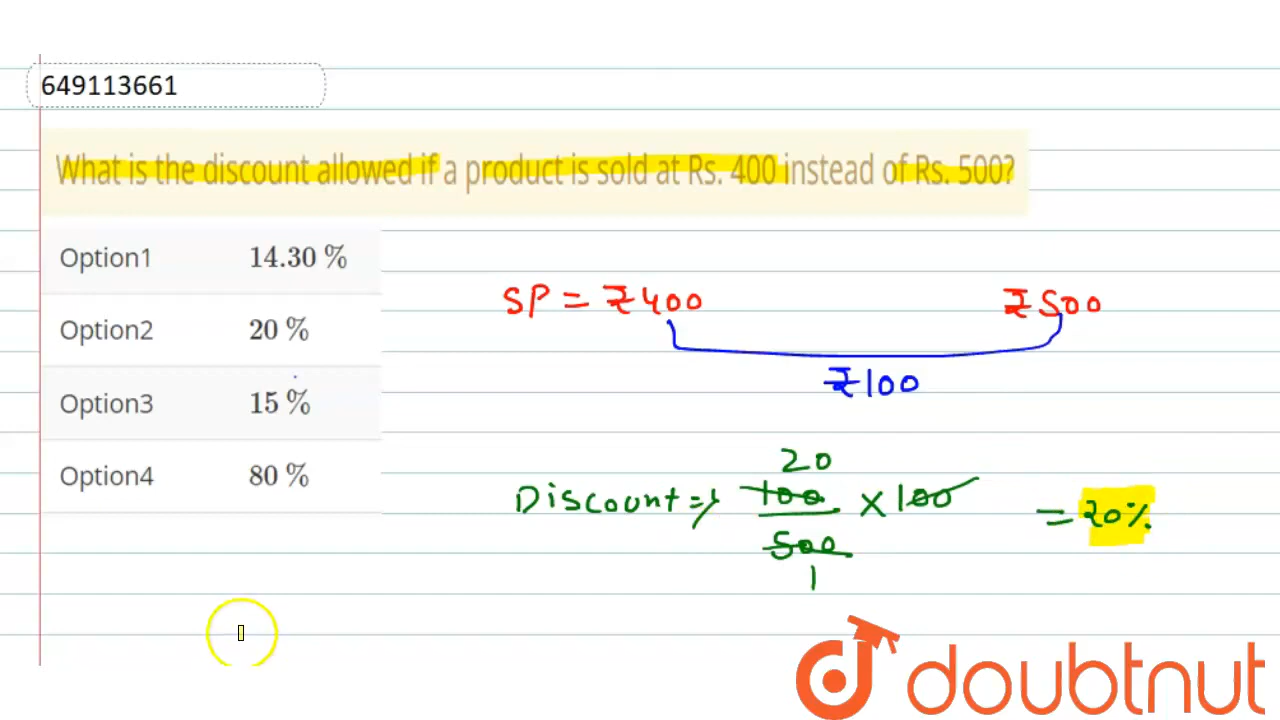 649113661
What is the discount allowed if a product is sold at Rs. 400 instead of Rs. 500?
Option1 14.30 %
Option2 20 %
Option3 15 %
Option4 80 %
SP = ₹400 ₹500
₹100
20
Discount => 100 × 100 = 20%
500
1
doubtnut